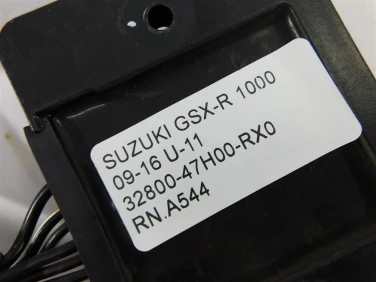 SUZUKI GSX-R 1000
09-16 U-11
32800-47H00-RX0
RN.A544